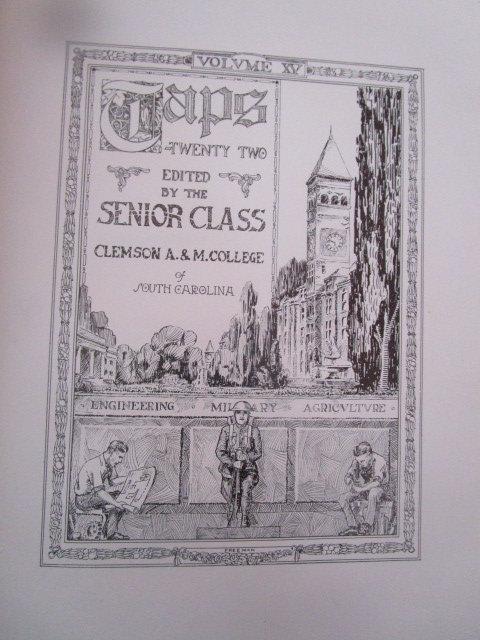 VOLVME XV
Taps
TWENTY TWO
EDITED
BY THE
SENIOR CLASS
CLEMSON A. & M. COLLEGE
of
SOUTH CAROLINA
· ENGINEERING · MILITARY · AGRICVLTVRE ·
FREEMAN